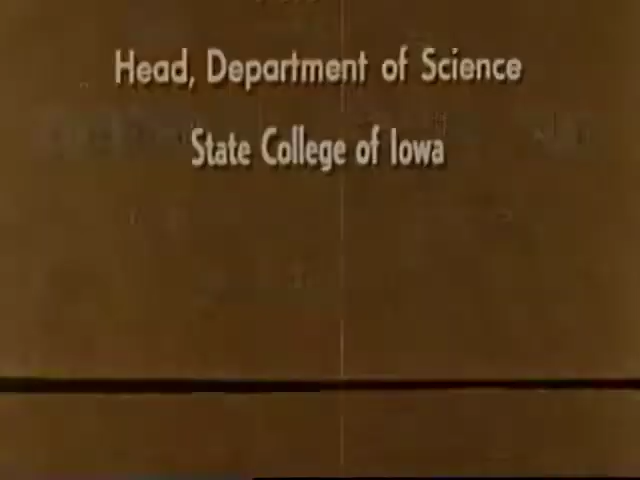 Head, Department of Science
State College of Iowa